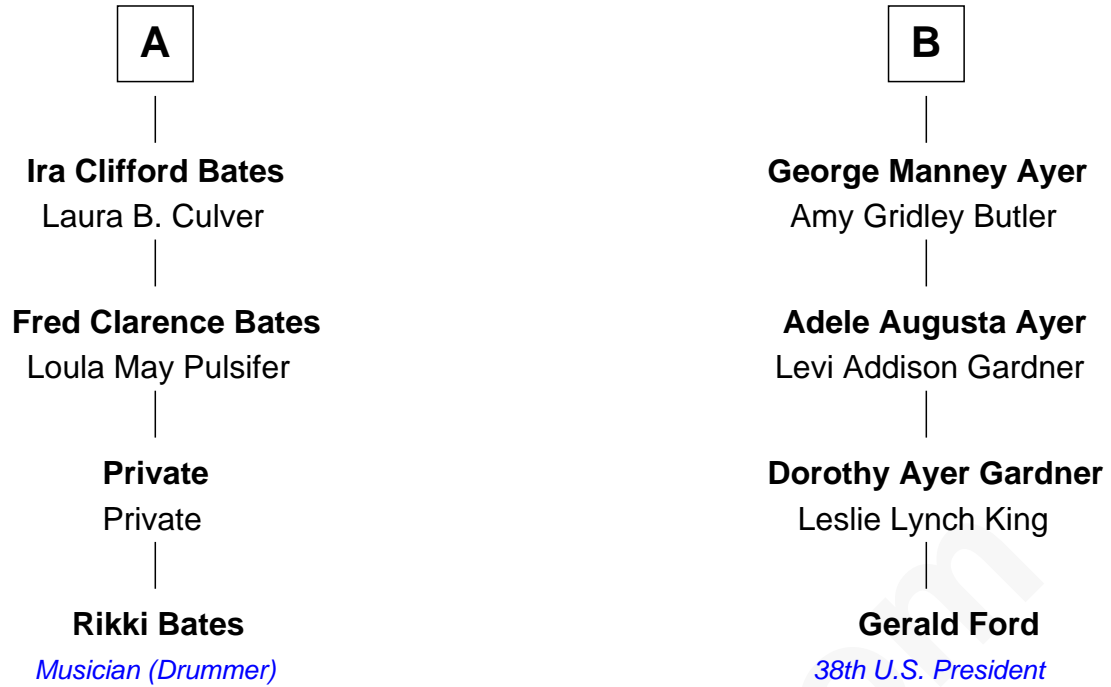 A
Ira Clifford Bates
Laura B. Culver
Fred Clarence Bates
Loula May Pulsifer
Private
Private
Rikki Bates
Musician (Drummer)
B
George Manney Ayer
Amy Gridley Butler
Adele Augusta Ayer
Levi Addison Gardner
Dorothy Ayer Gardner
Leslie Lynch King
Gerald Ford
38th U.S. President